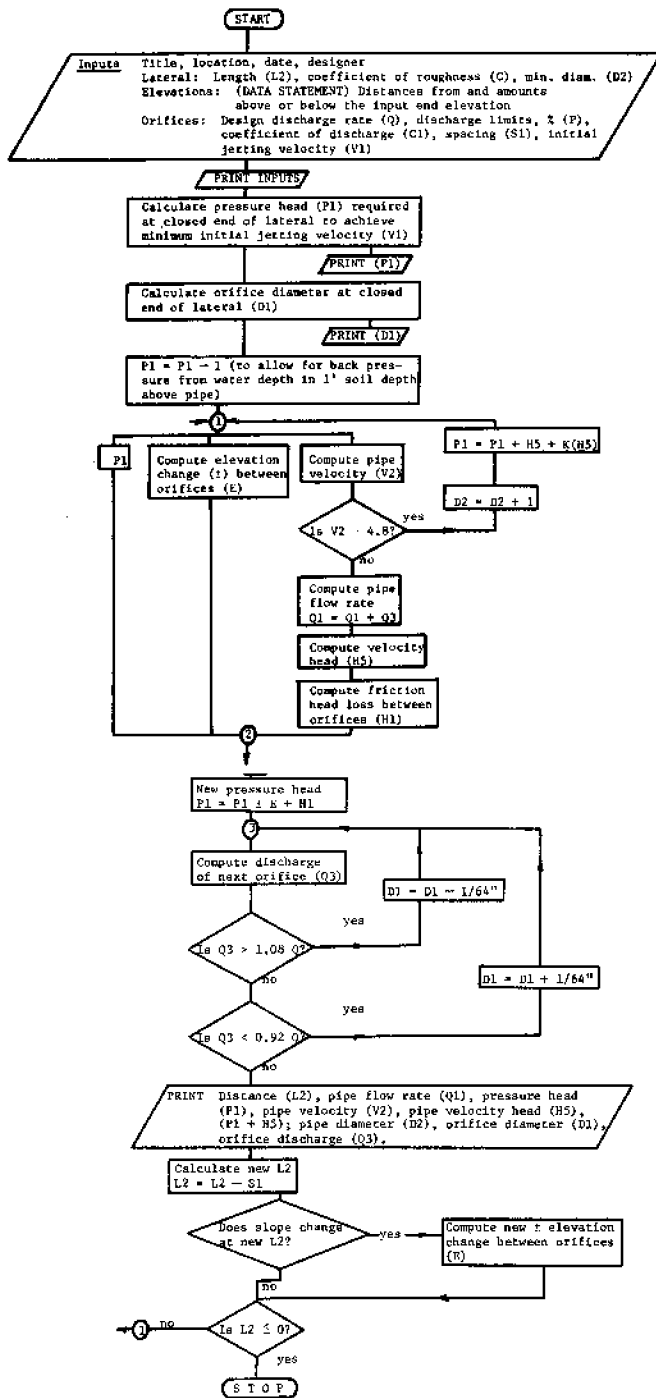 START
Inputs Title, location, date, designer
Lateral: Length (L2), coefficient of roughness (C), min. diam. (D2)
Elevations: (DATA STATEMENT) Distances from and amounts
above or below the input end elevation
Orifices: Design discharge rate (Q), discharge limits, % (P),
coefficient of discharge (C1), spacing (S1), initial
jetting velocity (V1)
PRINT INPUTS
Calculate pressure head (P1) required
at closed end of lateral to achieve
minimum initial jetting velocity (V1)
PRINT (P1)
Calculate orifice diameter at closed
end of lateral (D1)
PRINT (D1)
P1 = P1 - 1 (to allow for back pres-
sure from water depth in 1' soil depth
above pipe)
1
P1
Compute elevation
change (±) between
orifices (E)
Compute pipe
velocity (V2)
P1 = P1 + H5 + K(H5)
D2 = D2 + 1
Is V2 · 4.8?
yes
no
Compute pipe
flow rate
Q1 = Q1 + Q3
Compute velocity
head (H5)
Compute friction
head loss between
orifices (H1)
2
New pressure head
P1 = P1 ± E + H1
3
Compute discharge
of next orifice (Q3)
D1 = D1 - 1/64"
Is Q3 > 1.08 Q?
yes
no
D1 = D1 + 1/64"
Is Q3 < 0.92 Q?
yes
no
PRINT Distance (L2), pipe flow rate (Q1), pressure head
(P1), pipe velocity (V2), pipe velocity head (H5),
(P1 + H5); pipe diameter (D2), orifice diameter (D1),
orifice discharge (Q3).
Calculate new L2
L2 = L2 - S1
Does slope change
at new L2?
yes
Compute new ± elevation
change between orifices
(E)
no
1
no
Is L2 ≤ 0?
yes
S T O P